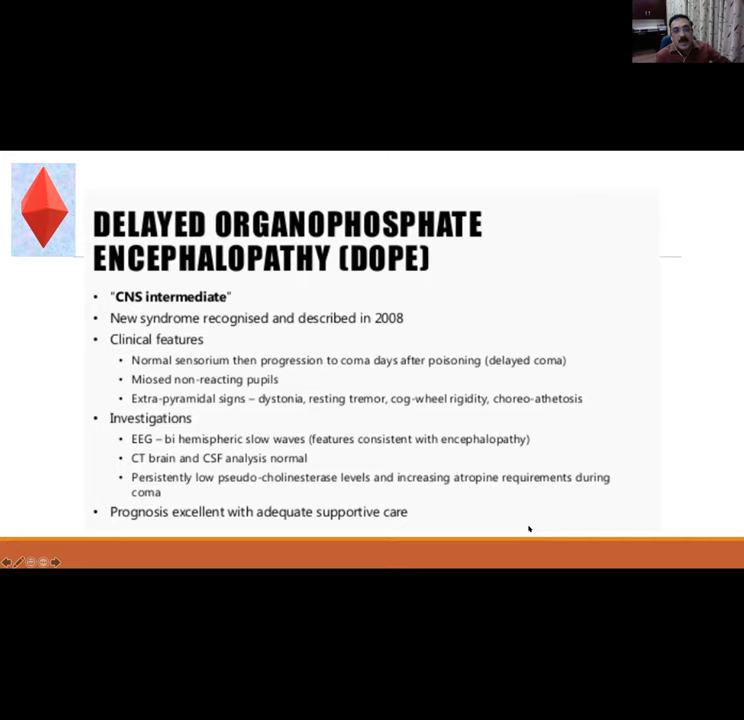 DELAYED ORGANOPHOSPHATE
ENCEPHALOPATHY (DOPE)
• "CNS intermediate"
• New syndrome recognised and described in 2008
• Clinical features
• Normal sensorium then progression to coma days after poisoning (delayed coma)
• Miosed non-reacting pupils
• Extra-pyramidal signs – dystonia, resting tremor, cog-wheel rigidity, choreo-athetosis
• Investigations
• EEG – bi hemispheric slow waves (features consistent with encephalopathy)
• CT brain and CSF analysis normal
• Persistently low pseudo-cholinesterase levels and increasing atropine requirements during
coma
• Prognosis excellent with adequate supportive care